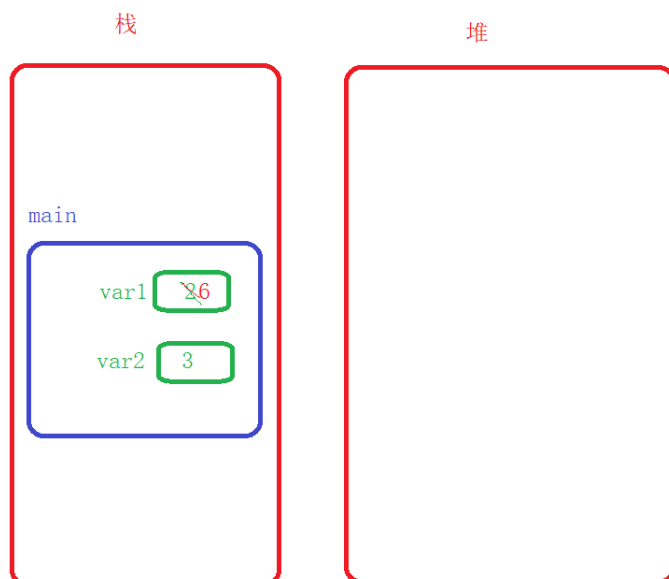 栈
堆
main
var1 26
var2 3